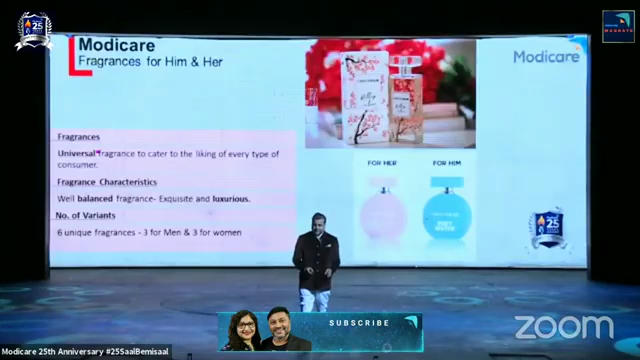 25
Modicare
Fragrances for Him & Her
Modicare
Fragrances
Universal fragrance to cater to the liking of every type of
consumer.
Fragrance Characteristics
Well balanced fragrance- Exquisite and luxurious.
No. of Variants
6 unique fragrances - 3 for Men & 3 for women
FOR HER
FOR HIM
25
SUBSCRIBE
Modicare 25th Anniversary #25SaalBemisaal
zoom